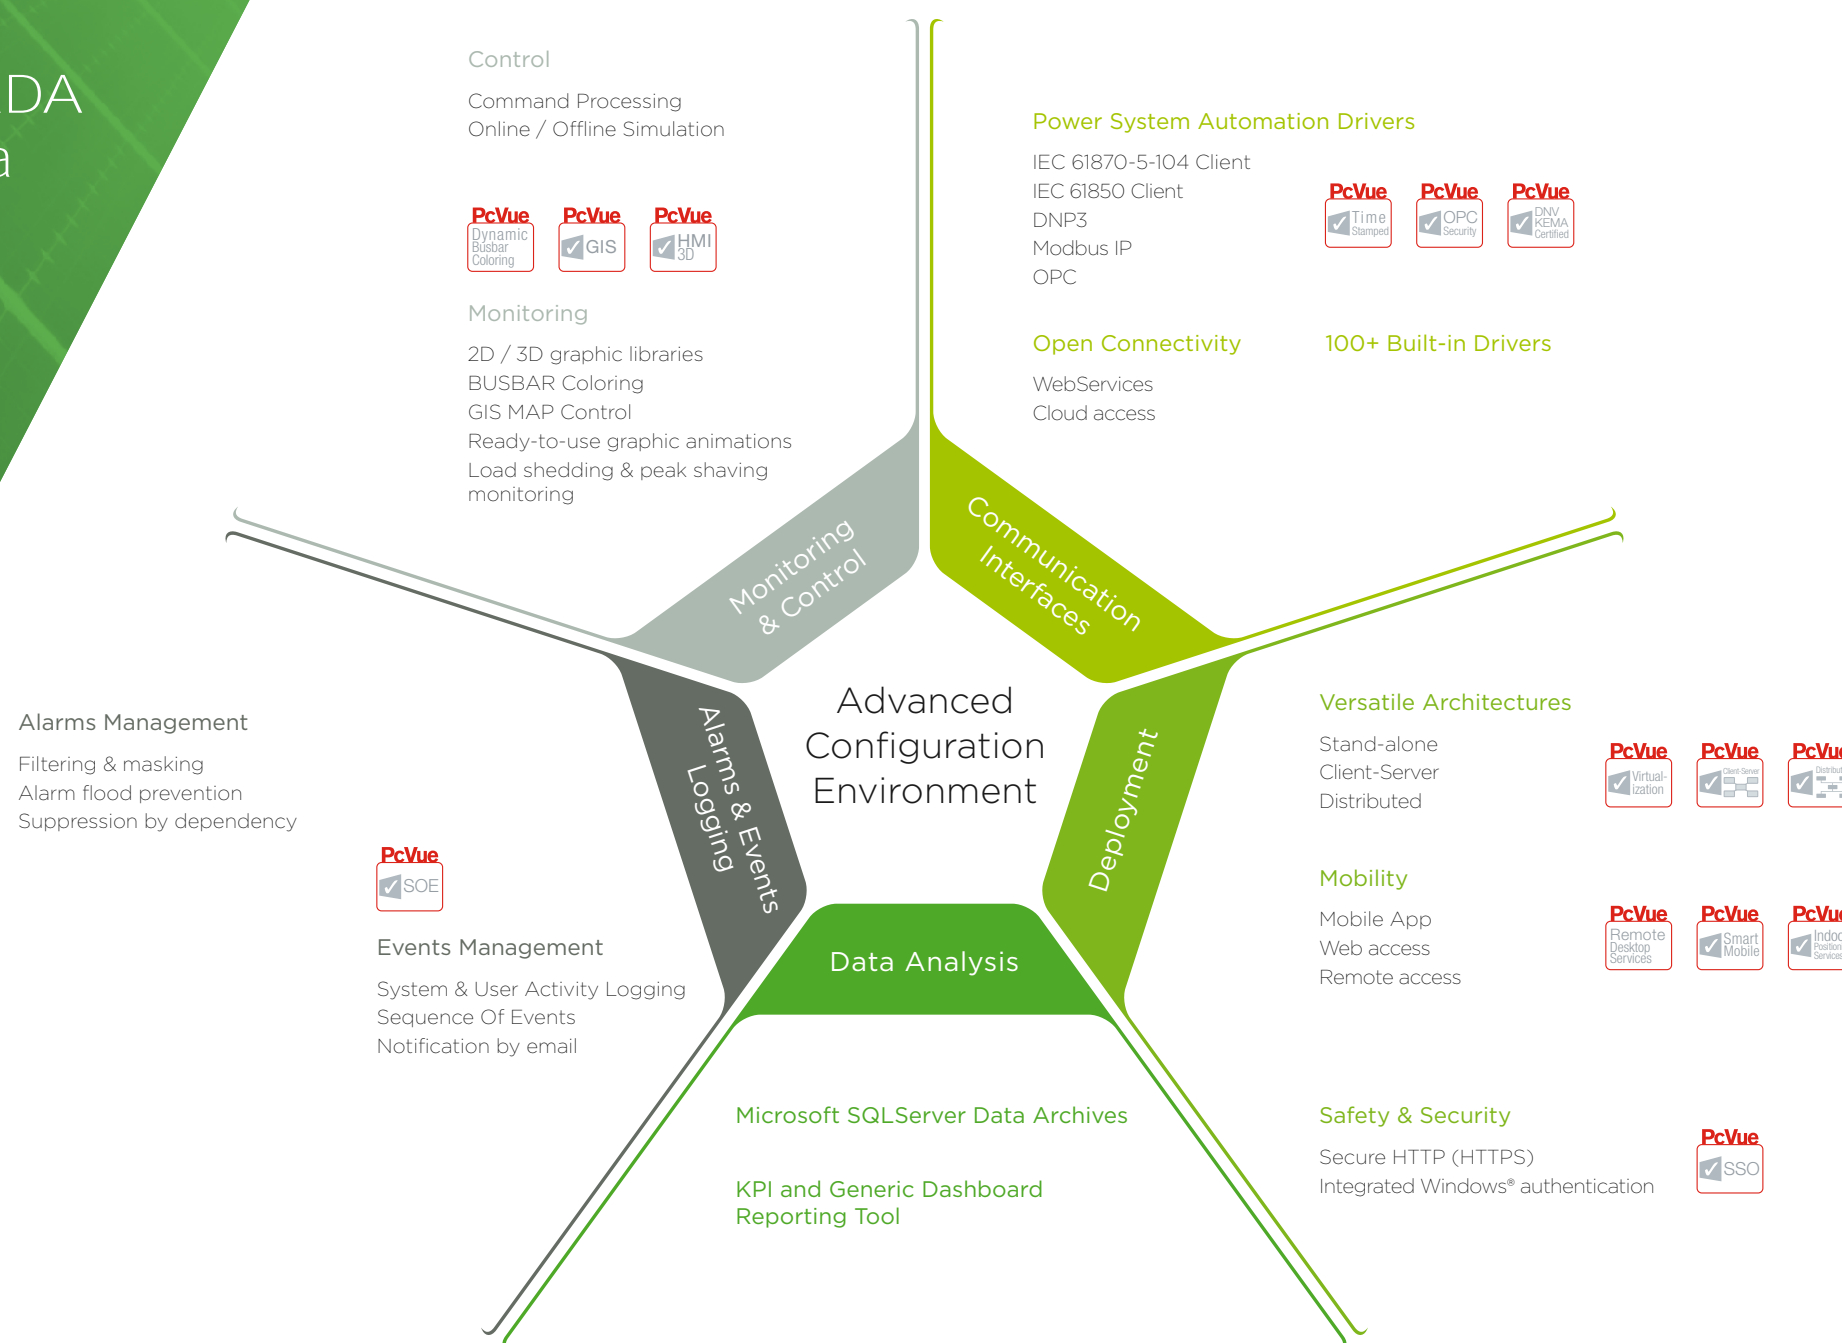 DA
a
Control
Command Processing
Online / Offline Simulation
PcVue
Dynamic
Busbar
Coloring
PcVue
GIS
PcVue
HMI
3D
Monitoring
2D / 3D graphic libraries
BUSBAR Coloring
GIS MAP Control
Ready-to-use graphic animations
Load shedding & peak shaving
monitoring
Power System Automation Drivers
IEC 61870-5-104 Client
IEC 61850 Client
DNP3
Modbus IP
OPC
PcVue
Time
Stamped
PcVue
OPC
Security
PcVue
DNV
KEMA
Certified
Open Connectivity
WebServices
Cloud access
100+ Built-in Drivers
Monitoring
& Control
Communication
Interfaces
Alarms & Events
Logging
Advanced
Configuration
Environment
Deployment
Data Analysis
Alarms Management
Filtering & masking
Alarm flood prevention
Suppression by dependency
PcVue
SOE
Events Management
System & User Activity Logging
Sequence Of Events
Notification by email
Versatile Architectures
Stand-alone
Client-Server
Distributed
PcVue
Virtual-
ization
PcVue
Client-Server
PcVue
Distribut
Mobility
Mobile App
Web access
Remote access
PcVue
Remote
Desktop
Services
PcVue
Smart
Mobile
PcVue
Indoo
Position
Services
Microsoft SQLServer Data Archives
KPI and Generic Dashboard
Reporting Tool
Safety & Security
Secure HTTP (HTTPS)
Integrated Windows® authentication
PcVue
SSO